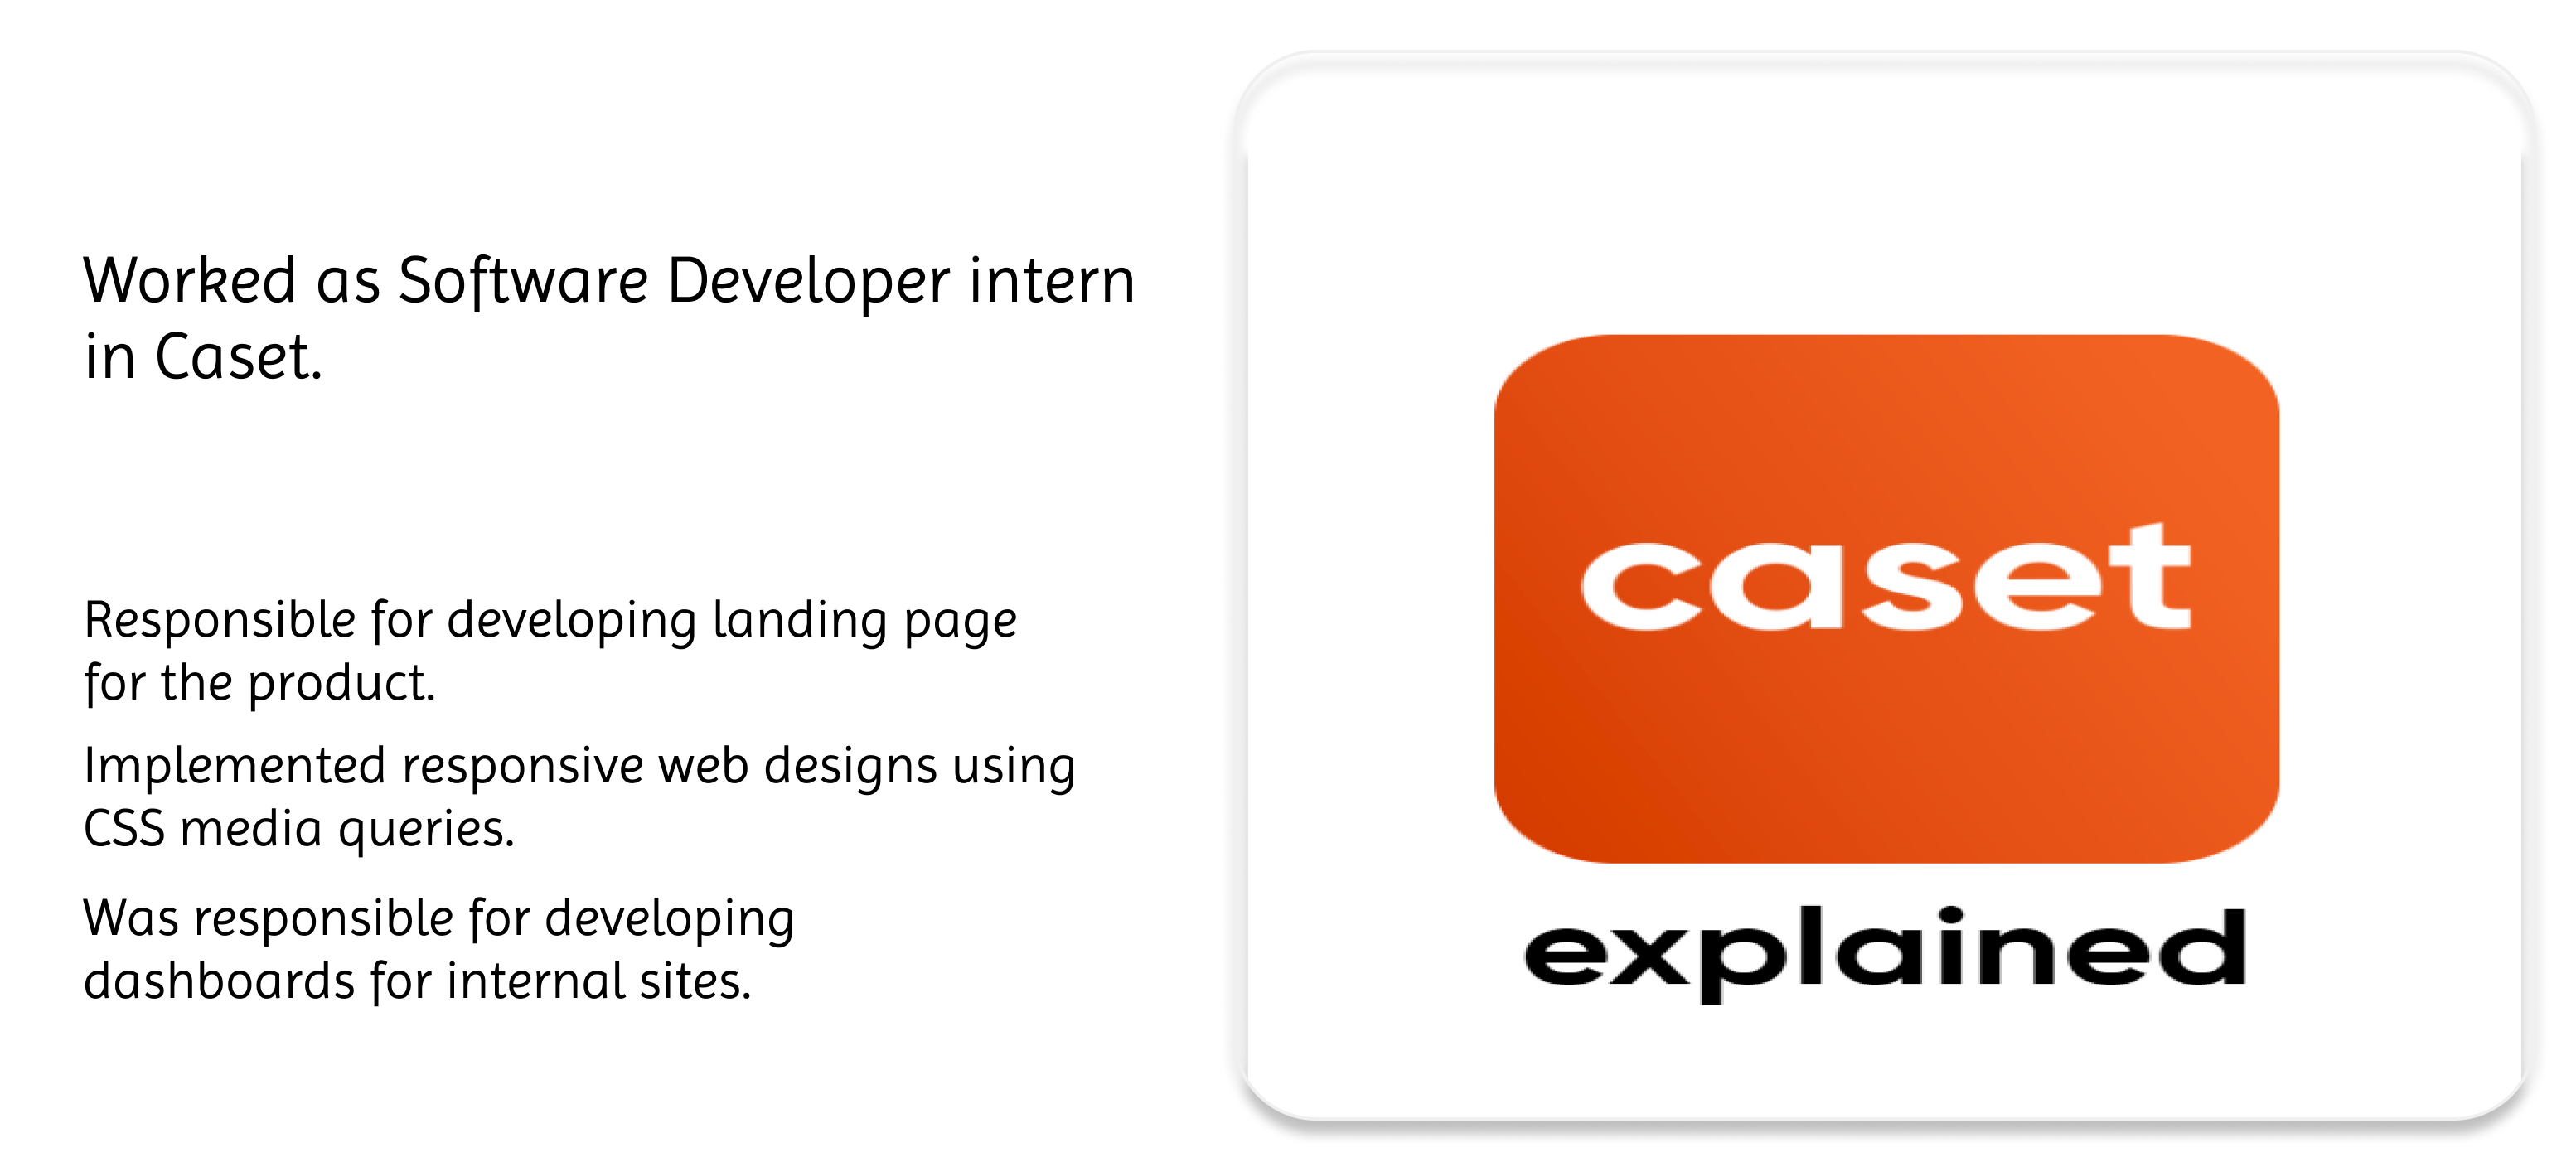 Worked as Software Developer intern
in Caset.
Responsible for developing landing page
for the product.
Implemented responsive web designs using
CSS media queries.
Was responsible for developing
dashboards for internal sites.
caset
explained